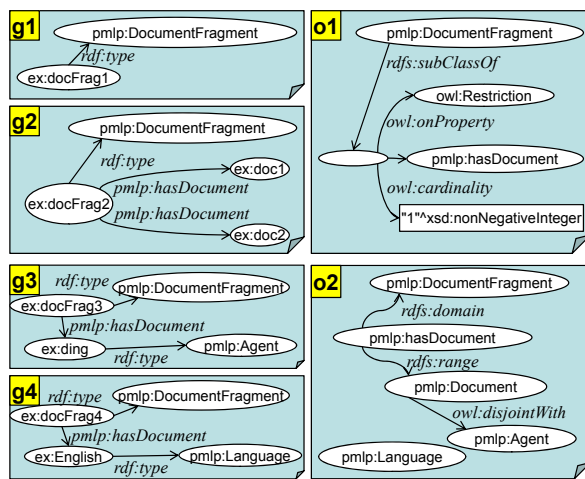 g1
pmlp:DocumentFragment
rdf:type
ex:docFrag1
g2
pmlp:DocumentFragment
rdf:type
ex:doc1
pmlp:hasDocument
ex:docFrag2
pmlp:hasDocument
ex:doc2
g3
rdf:type
pmlp:DocumentFragment
ex:docFrag3
pmlp:hasDocument
ex:ding
pmlp:Agent
rdf:type
g4
rdf:type
pmlp:DocumentFragment
ex:docFrag4
pmlp:hasDocument
ex:English
pmlp:Language
rdf:type
o1
pmlp:DocumentFragment
rdfs:subClassOf
owl:Restriction
owl:onProperty
pmlp:hasDocument
owl:cardinality
"1"^xsd:nonNegativeInteger
o2
pmlp:DocumentFragment
rdfs:domain
pmlp:hasDocument
rdfs:range
pmlp:Document
owl:disjointWith
pmlp:Agent
pmlp:Language